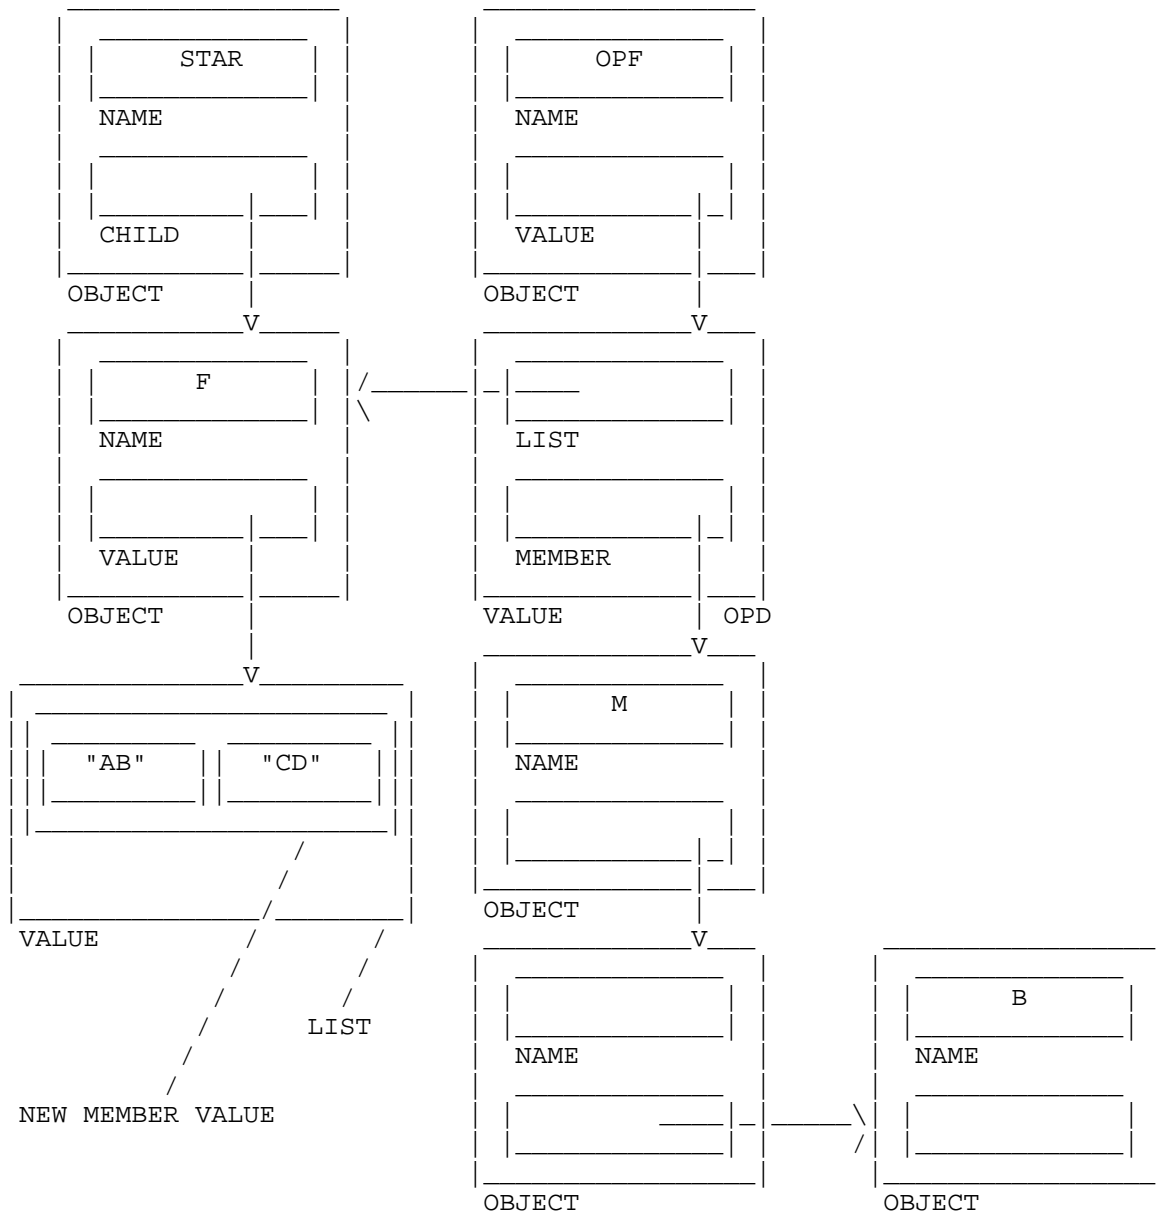 STAR OPF
NAME NAME
CHILD VALUE
OBJECT OBJECT
V V
F
NAME LIST
VALUE MEMBER
OBJECT VALUE OPD
V
V M
"AB" "CD" NAME
OBJECT
VALUE V
B
LIST
NAME NAME
NEW MEMBER VALUE
OBJECT OBJECT